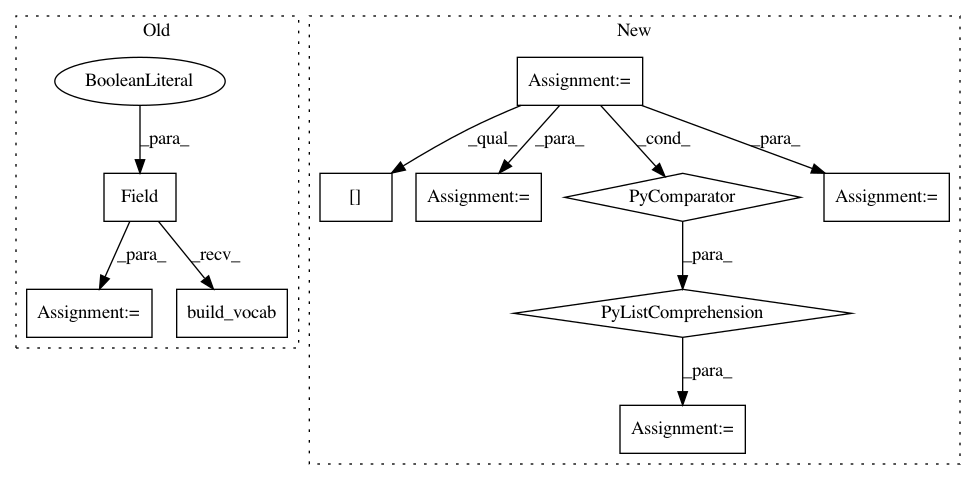 Old
New
BooleanLiteral
Assignment:=
_para_
_qual_
_para_
_cond_
_para_
Field
[]
Assignment:=
PyComparator
Assignment:=
_para_
_recv_
_para_
Assignment:=
build_vocab
PyListComprehension
_para_
Assignment:=